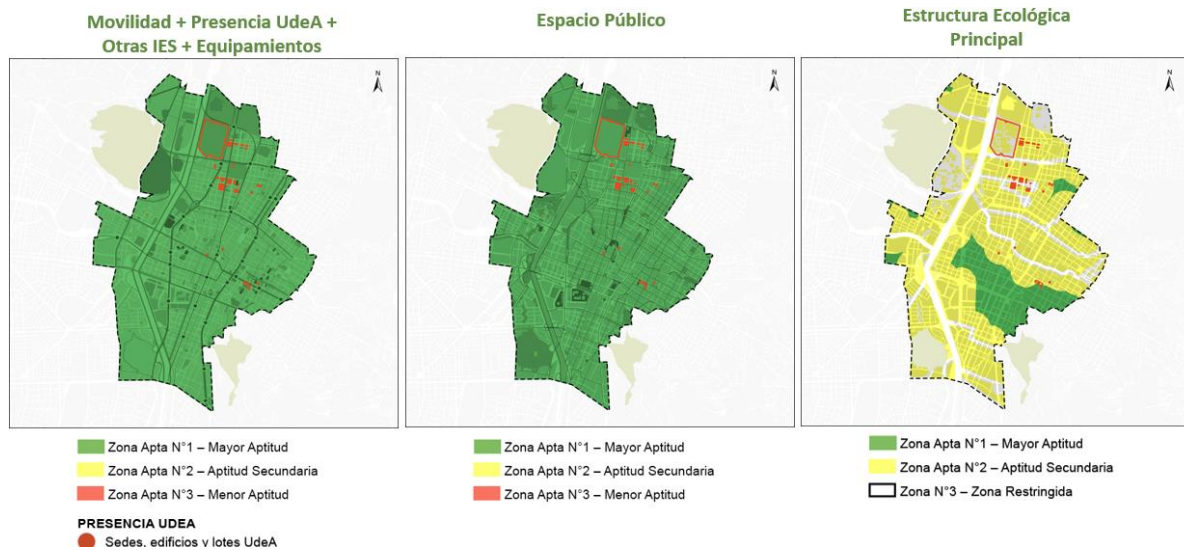 Movilidad + Presencia UdeA +
Otras IES + Equipamientos
N
Zona Apta N°1 – Mayor Aptitud
Zona Apta N°2 – Aptitud Secundaria
Zona Apta N°3 – Menor Aptitud
PRESENCIA UDEA
Sedes, edificios y lotes UdeA
Espacio Público
N
Zona Apta N°1 – Mayor Aptitud
Zona Apta N°2 – Aptitud Secundaria
Zona Apta N°3 – Menor Aptitud
Estructura Ecológica
Principal
N
Zona Apta N°1 – Mayor Aptitud
Zona Apta N°2 – Aptitud Secundaria
Zona N°3 – Zona Restringida